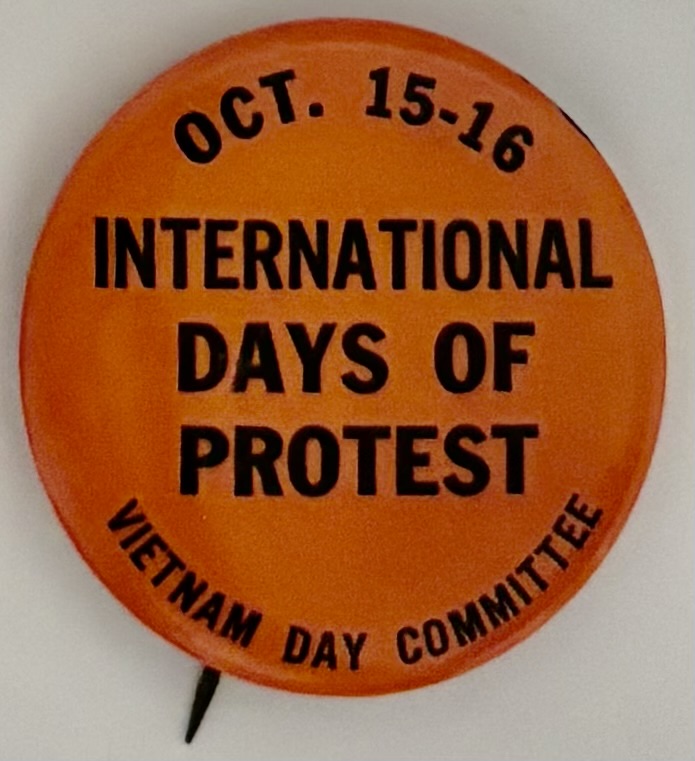 OCT. 15-16
INTERNATIONAL
DAYS OF
PROTEST
VIETNAM DAY COMMITTEE